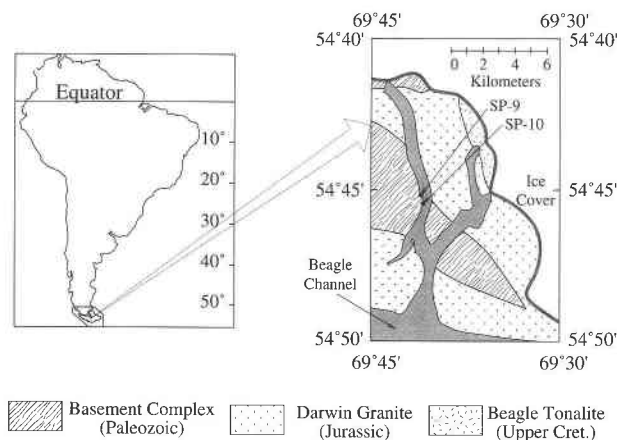 69°45' 69°30'
54°40' 54°40'
0 2 4 6
Kilometers
SP-9
SP-10
Equator
10°
20°
30°
40°
50°
54°45' 54°45'
Ice
Cover
Beagle
Channel
54°50' 54°50'
69°45' 69°30'
Basement Complex
(Paleozoic)
Darwin Granite
(Jurassic)
Beagle Tonalite
(Upper Cret.)